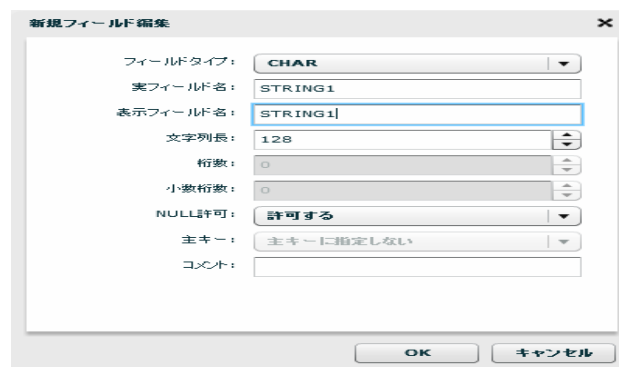 新規フィールド編集
フィールドタイプ: CHAR
実フィールド名: STRING1
表示フィールド名: STRING1
文字列長: 128
桁数: 0
小数桁数: 0
NULL許可: 許可する
主キー: 主キーに指定しない
コメント:
OK キャンセル